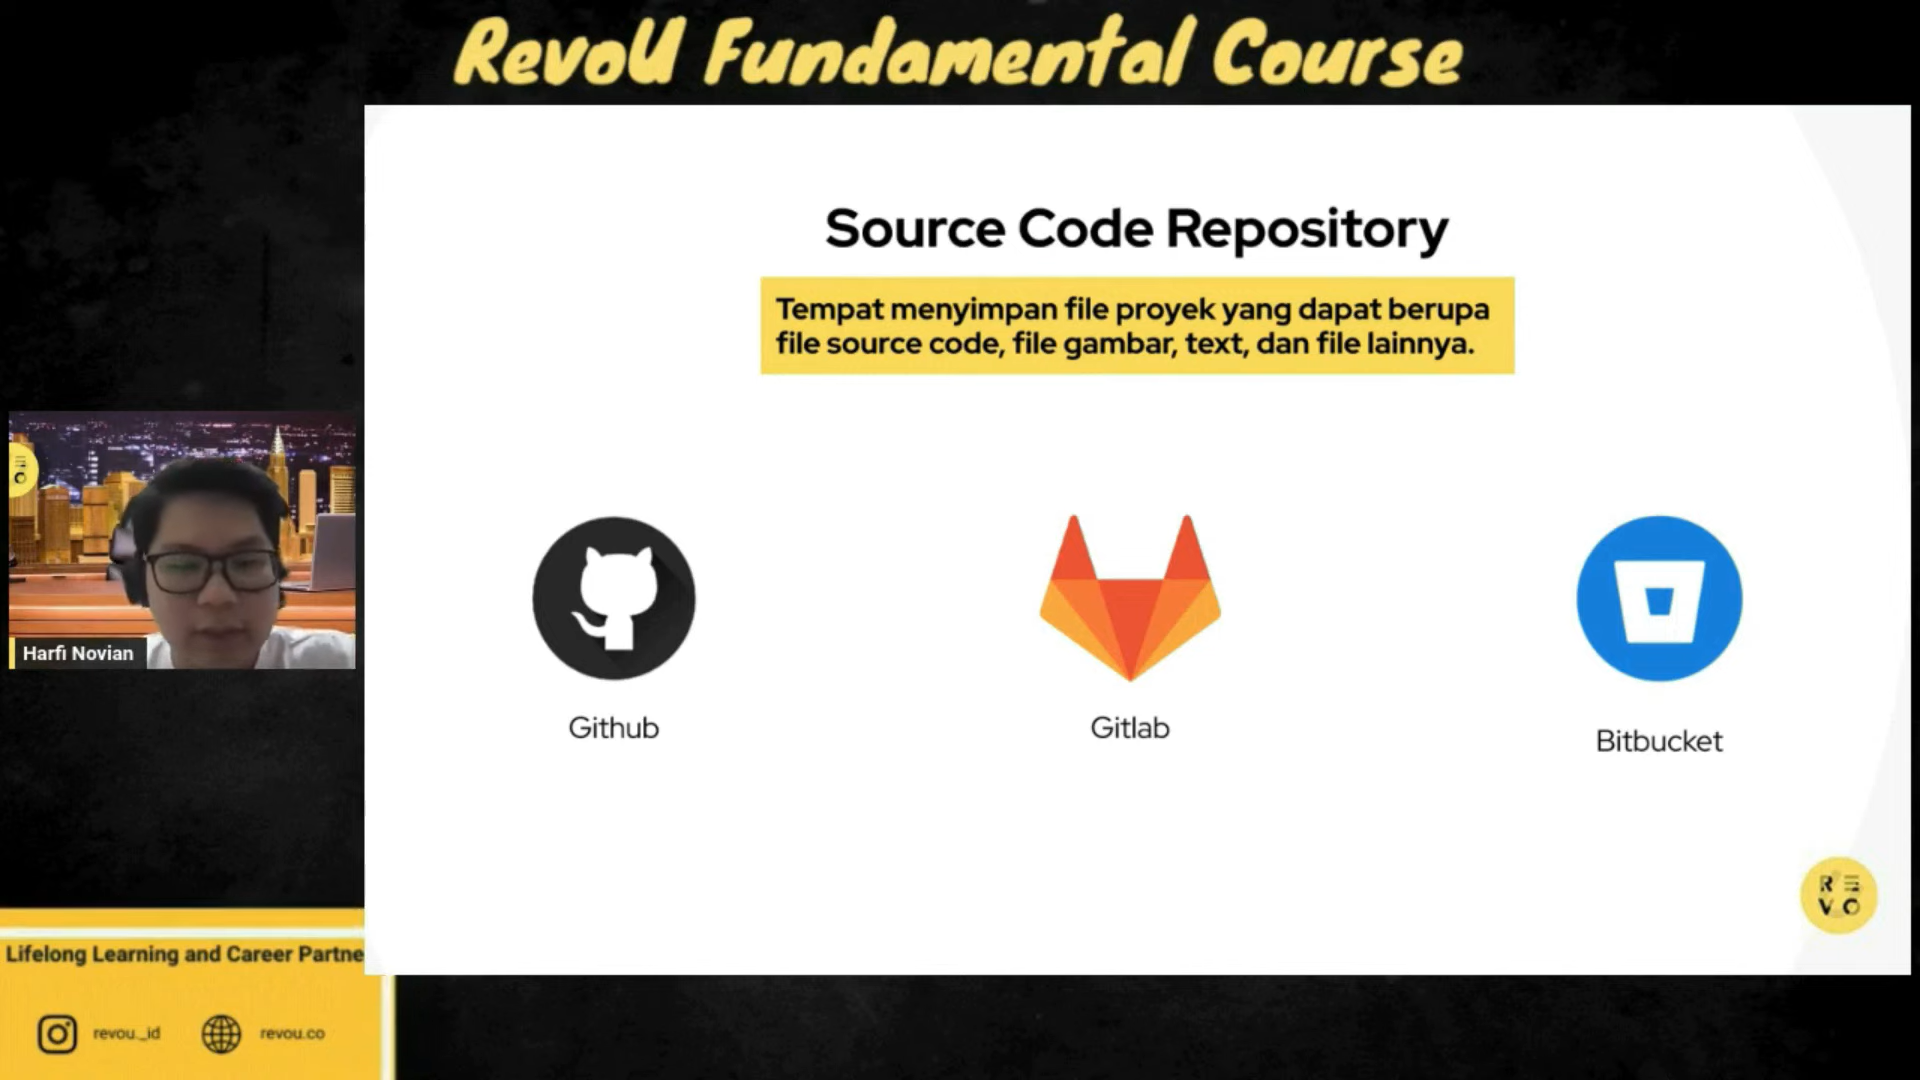 RevoU Fundamental Course
Source Code Repository
Tempat menyimpan file proyek yang dapat berupa
file source code, file gambar, text, dan file lainnya.
Harfi Novian
Github
Gitlab
Bitbucket
R E
V O
Lifelong Learning and Career Partne
revou_id
revou.co